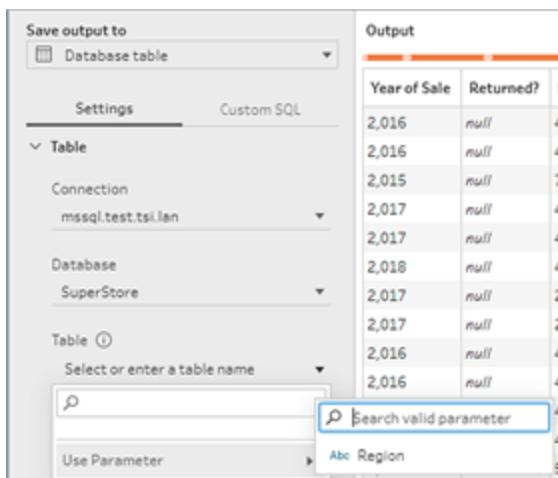 Save output to
Database table
Settings
Custom SQL
Table
Connection
mssql.test.tsi.lan
Database
SuperStore
Table
Select or enter a table name
Use Parameter
Output
Year of Sale
Returned?
2,016
null
2,016
null
2,015
null
2,017
null
2,017
null
2,018
null
2,017
null
2,017
null
2,016
null
2,016
null
Search valid parameter
Abc Region